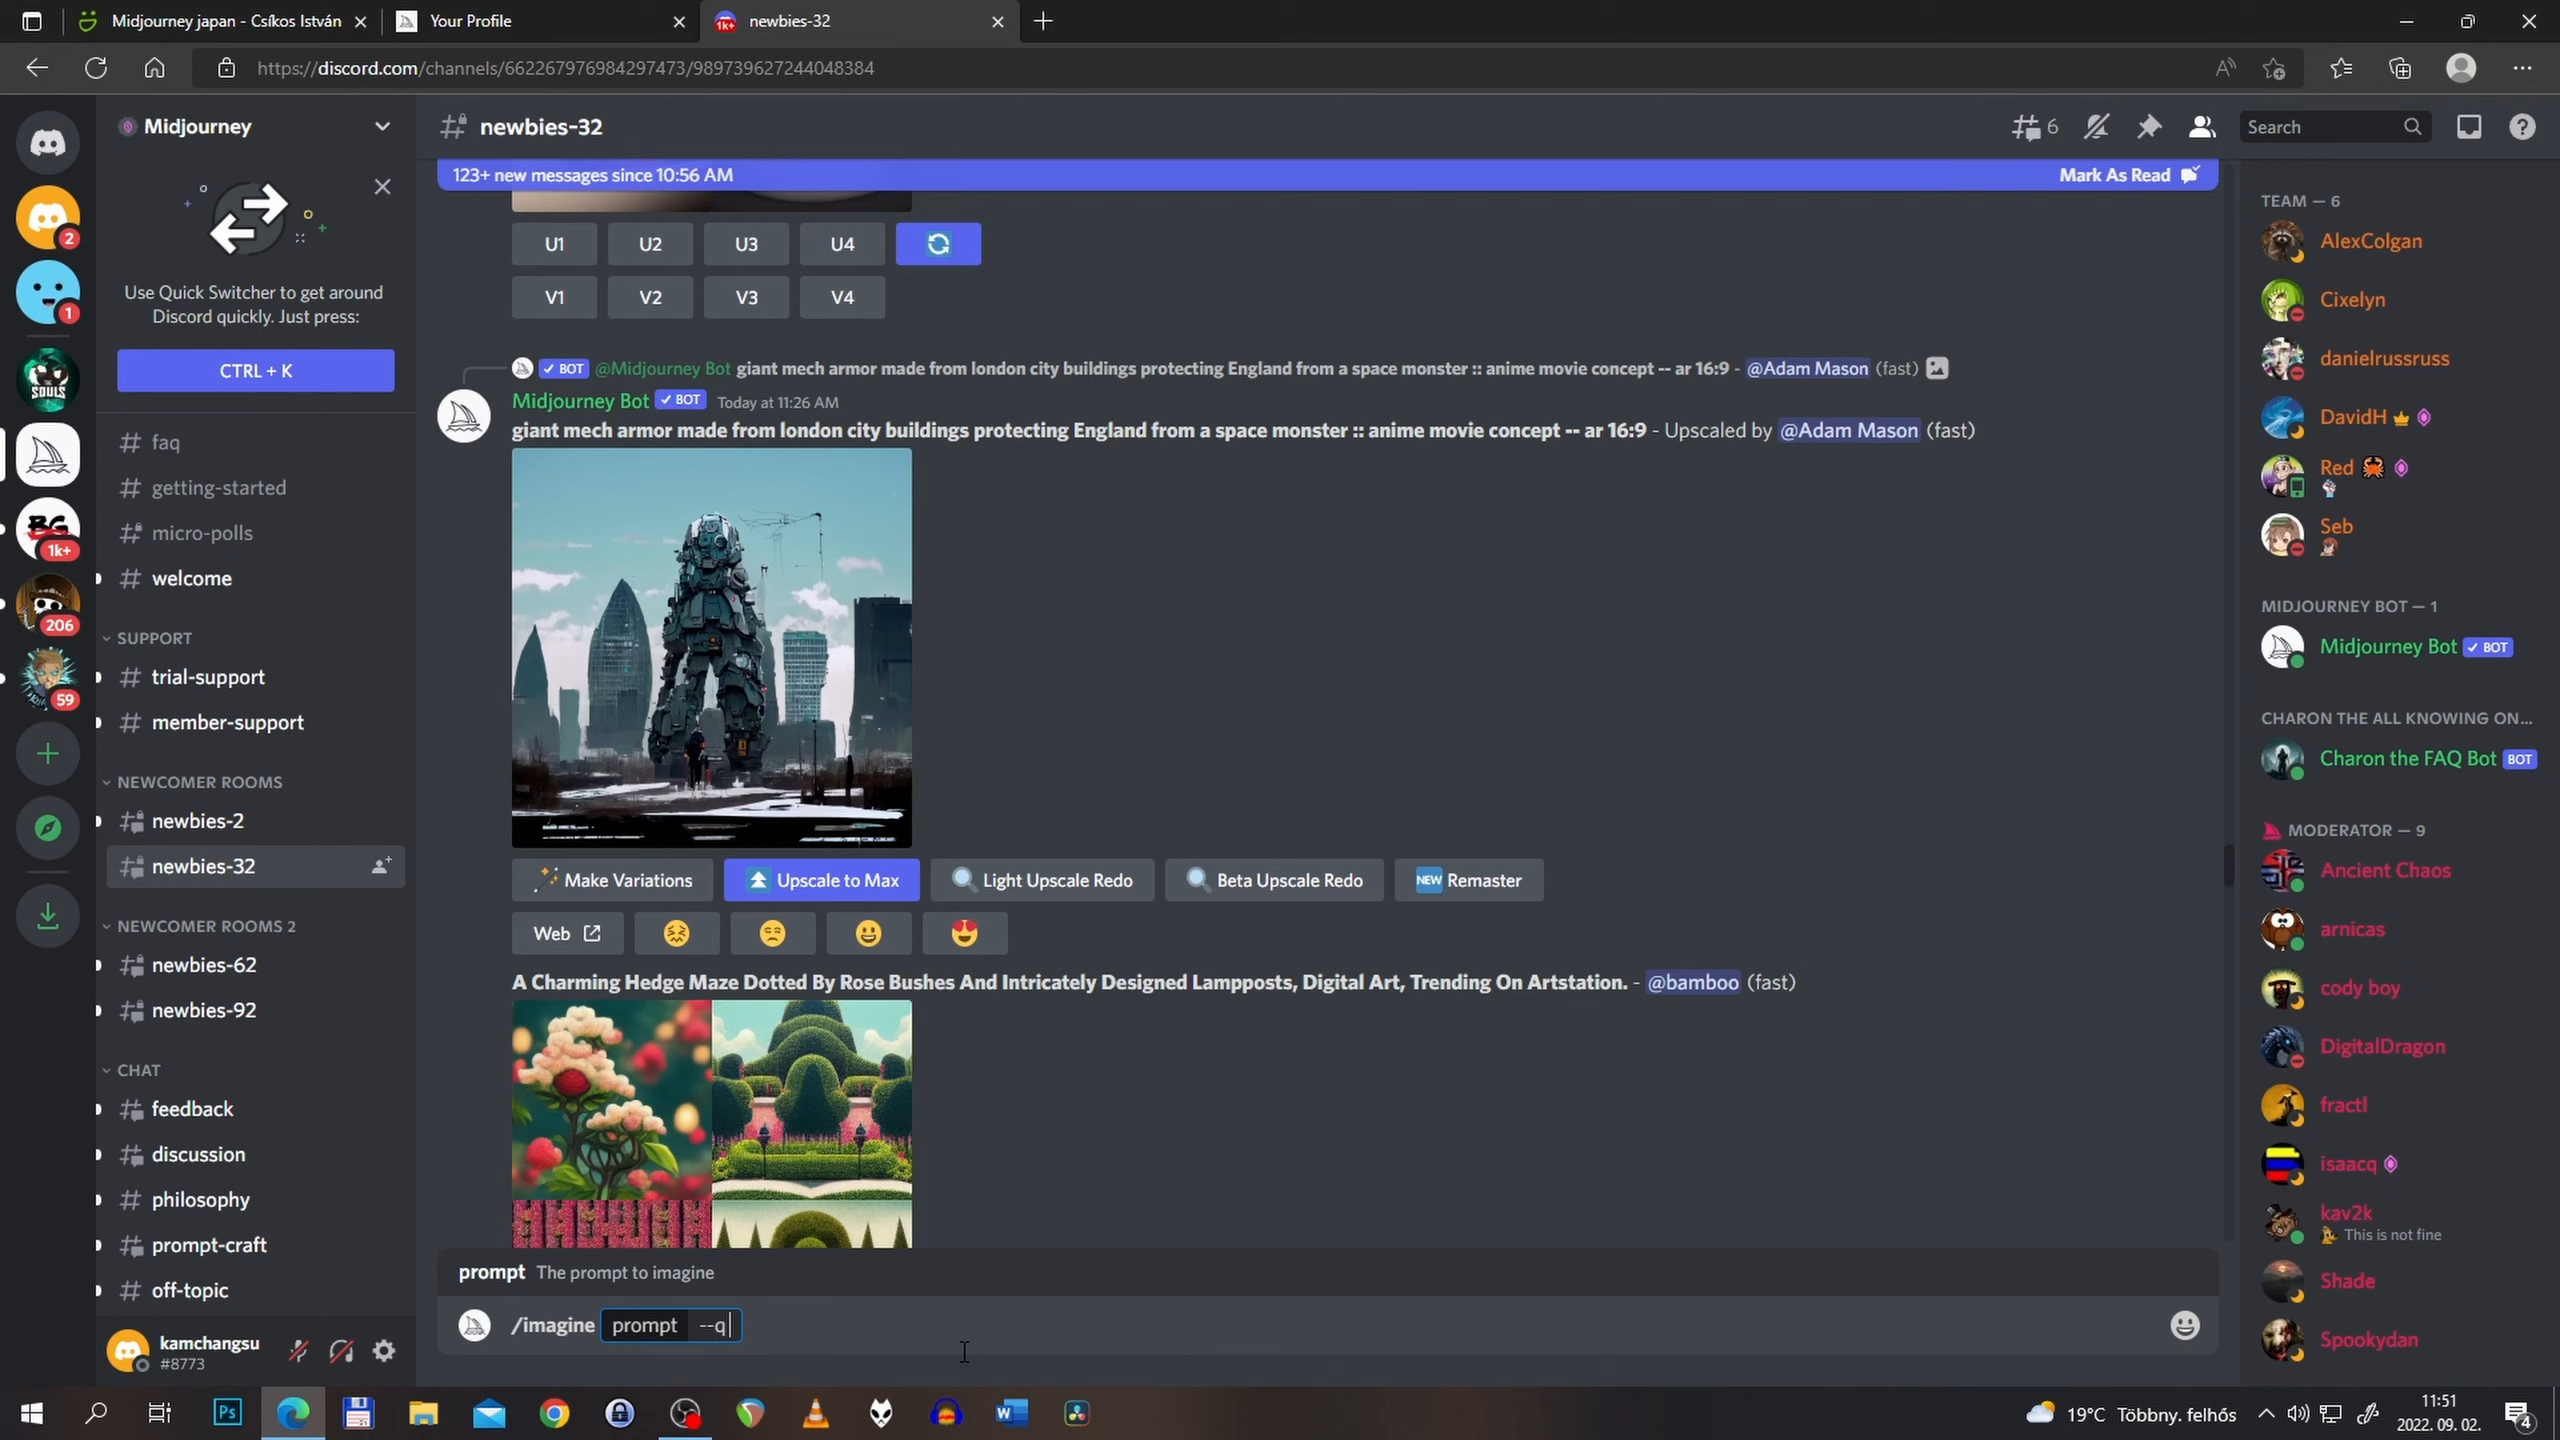 Midjourney japan - Csíkos István
Your Profile
1k+
newbies-32
https://discord.com/channels/662267976984297473/989739627244048384
Midjourney
newbies-32
6
Search
2
1
SOULS
BG
1k+
206
59
Use Quick Switcher to get around
Discord quickly. Just press:
CTRL + K
# faq
# getting-started
# micro-polls
# welcome
SUPPORT
# trial-support
# member-support
NEWCOMER ROOMS
# newbies-2
# newbies-32
NEWCOMER ROOMS 2
# newbies-62
# newbies-92
CHAT
# feedback
# discussion
# philosophy
# prompt-craft
# off-topic
kamchangsu
#8773
123+ new messages since 10:56 AM
Mark As Read
U1 U2 U3 U4
V1 V2 V3 V4
✓ BOT @Midjourney Bot giant mech armor made from london city buildings protecting England from a space monster :: anime movie concept -- ar 16:9 - @Adam Mason (fast)
Midjourney Bot ✓ BOT Today at 11:26 AM
giant mech armor made from london city buildings protecting England from a space monster :: anime movie concept -- ar 16:9 - Upscaled by @Adam Mason (fast)
Make Variations Upscale to Max Light Upscale Redo Beta Upscale Redo NEW Remaster
Web
A Charming Hedge Maze Dotted By Rose Bushes And Intricately Designed Lampposts, Digital Art, Trending On Artstation. - @bamboo (fast)
prompt The prompt to imagine
/imagine prompt --q
TEAM — 6
AlexColgan
Cixelyn
danielrussruss
DavidH
Red
Seb
MIDJOURNEY BOT — 1
Midjourney Bot ✓ BOT
CHARON THE ALL KNOWING ON...
Charon the FAQ Bot BOT
MODERATOR — 9
Ancient Chaos
arnicas
cody boy
DigitalDragon
fractl
isaacq
kav2k
This is not fine
Shade
Spookydan
Ps
W
19°C Többny. felhős
11:51
2022. 09. 02.
4